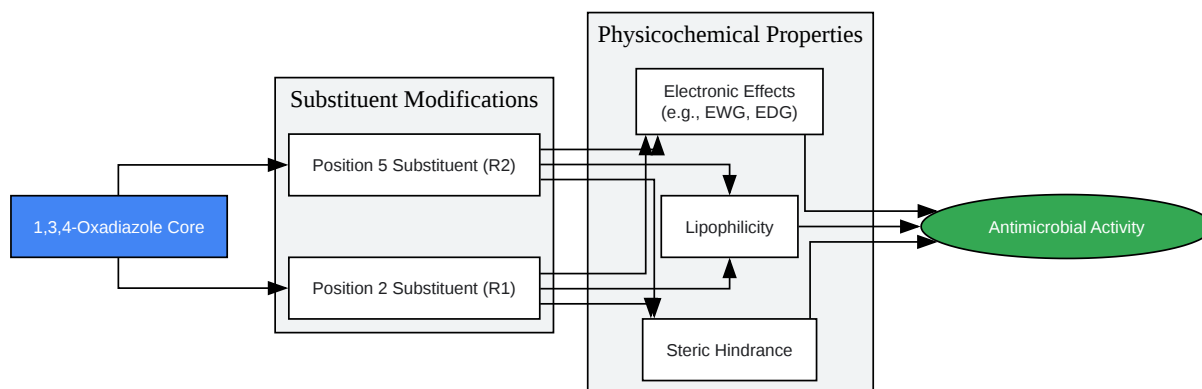 Physicochemical Properties
Substituent Modifications
Electronic Effects
(e.g., EWG, EDG)
Position 5 Substituent (R2)
1,3,4-Oxadiazole Core
Lipophilicity
Antimicrobial Activity
Position 2 Substituent (R1)
Steric Hindrance